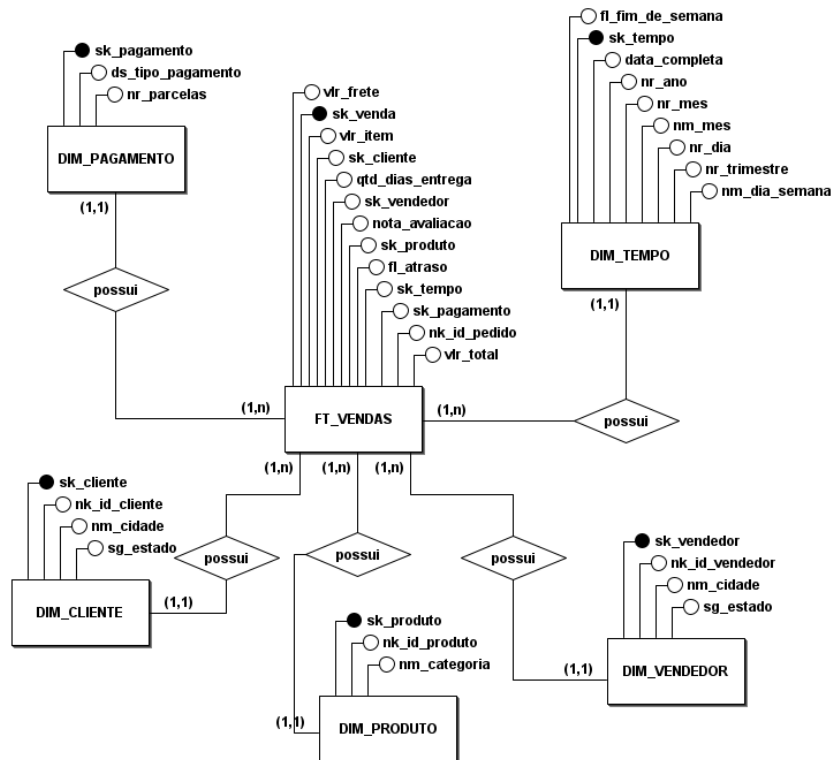 sk_pagamento
ds_tipo_pagamento
nr_parcelas
DIM_PAGAMENTO
(1,1)
possui
(1,n)
vlr_frete
sk_venda
vlr_item
sk_cliente
qtd_dias_entrega
sk_vendedor
nota_avaliacao
sk_produto
fl_atraso
sk_tempo
sk_pagamento
nk_id_pedido
vlr_total
FT_VENDAS
fl_fim_de_semana
sk_tempo
data_completa
nr_ano
nr_mes
nm_mes
nr_dia
nr_trimestre
nm_dia_semana
DIM_TEMPO
(1,1)
possui
(1,n)
(1,n)
(1,n)
(1,n)
sk_cliente
nk_id_cliente
nm_cidade
sg_estado
DIM_CLIENTE
(1,1)
possui
possui
sk_produto
nk_id_produto
nm_categoria
DIM_PRODUTO
(1,1)
possui
sk_vendedor
nk_id_vendedor
nm_cidade
sg_estado
DIM_VENDEDOR
(1,1)